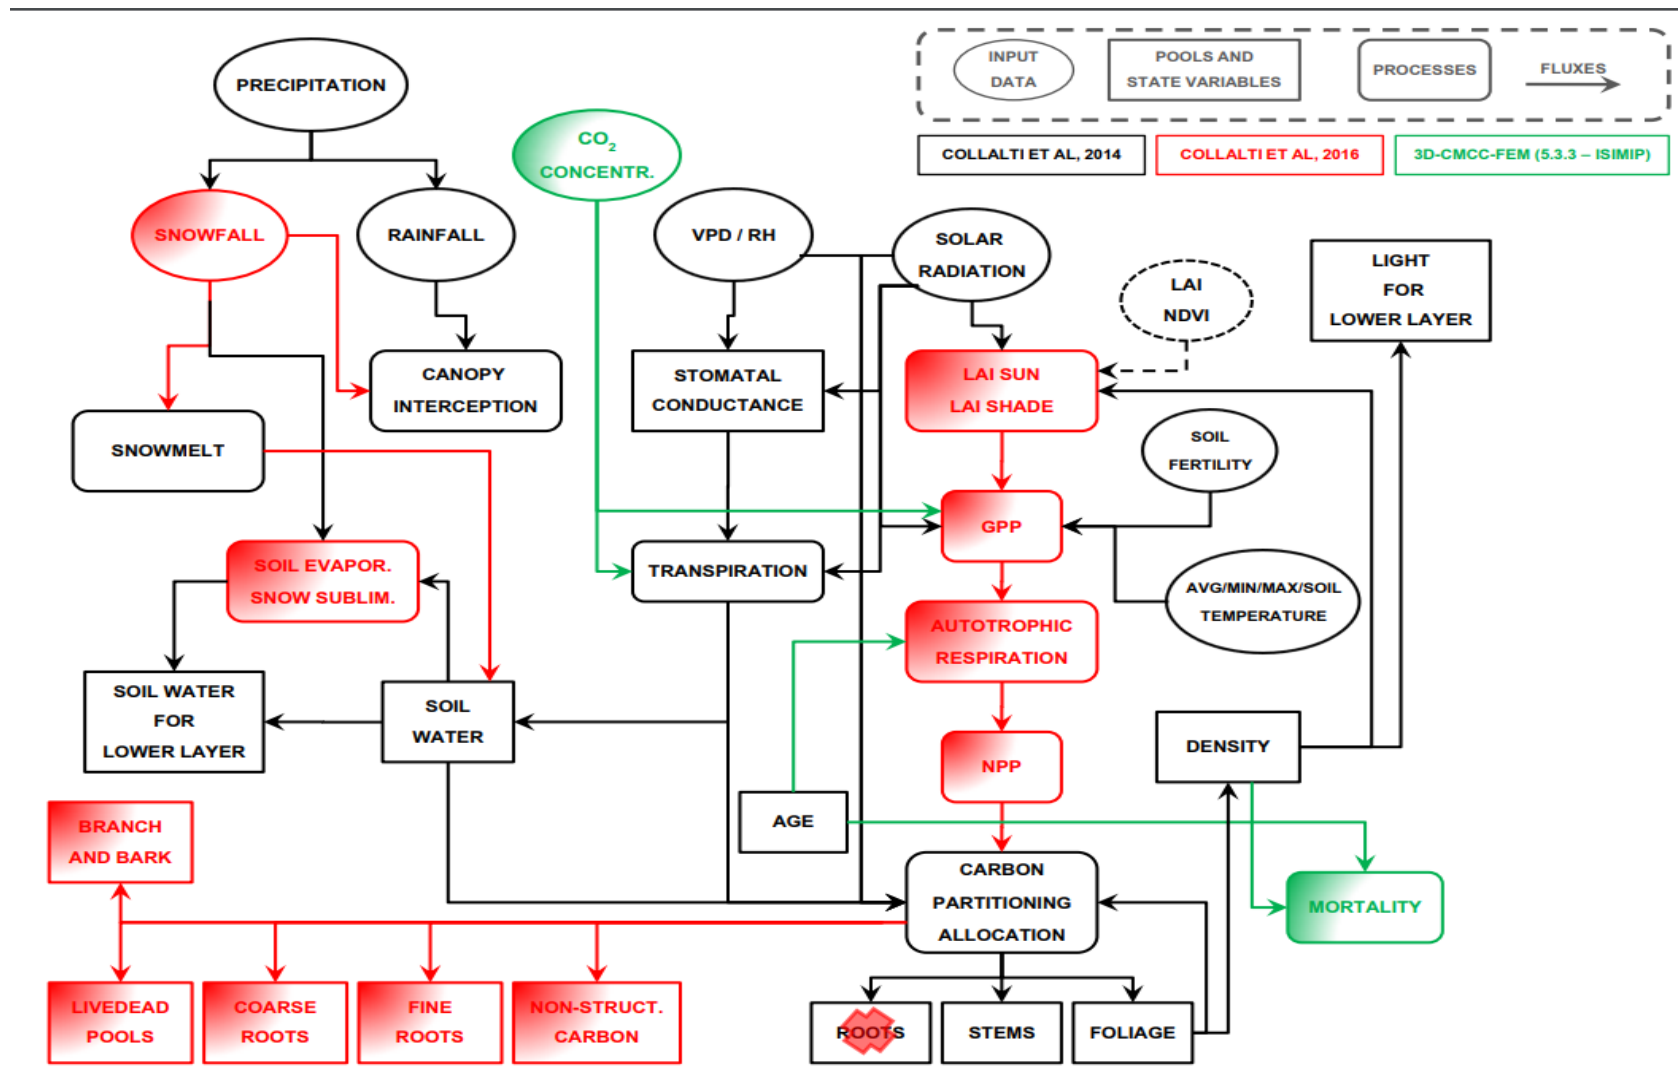 INPUT
DATA
POOLS AND
STATE VARIABLES
PROCESSES
FLUXES
COLLALTI ET AL, 2014
COLLALTI ET AL, 2016
3D-CMCC-FEM (5.3.3 – ISIMIP)
PRECIPITATION
CO2
CONCENTR.
SNOWFALL
RAINFALL
VPD / RH
SOLAR
RADIATION
LAI
NDVI
LIGHT
FOR
LOWER LAYER
CANOPY
INTERCEPTION
STOMATAL
CONDUCTANCE
LAI SUN
LAI SHADE
SNOWMELT
SOIL
FERTILITY
GPP
SOIL EVAPOR.
SNOW SUBLIM.
TRANSPIRATION
AVG/MIN/MAX/SOIL
TEMPERATURE
AUTOTROPHIC
RESPIRATION
SOIL WATER
FOR
LOWER LAYER
SOIL
WATER
DENSITY
NPP
AGE
BRANCH
AND BARK
CARBON
PARTITIONING
ALLOCATION
MORTALITY
LIVEDEAD
POOLS
COARSE
ROOTS
FINE
ROOTS
NON-STRUCT.
CARBON
ROOTS
STEMS
FOLIAGE